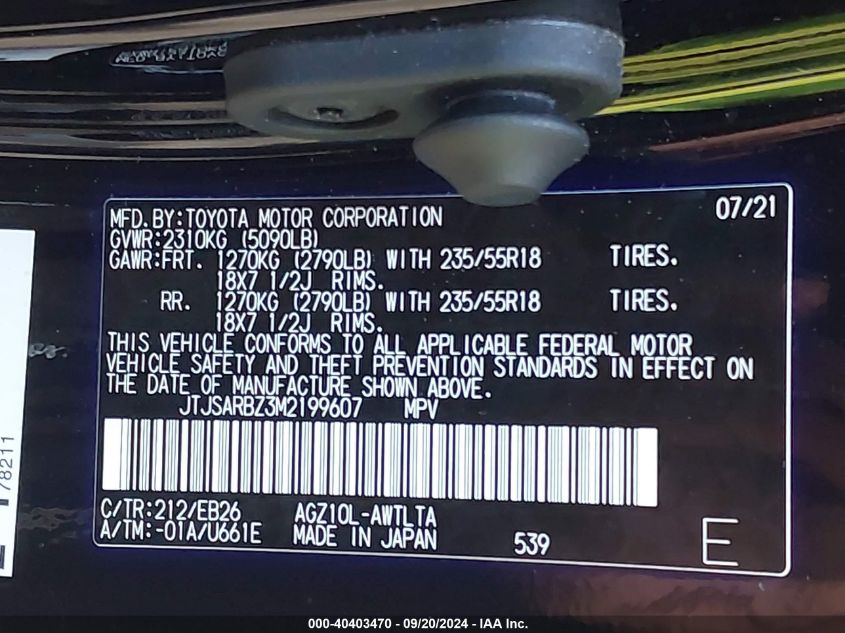 MFD.BY:TOYOTA MOTOR CORPORATION 07/21
GVWR:2310KG (5090LB)
GAWR:FRT. 1270KG (2790LB) WITH 235/55R18 TIRES.
18X7 1/2J RIMS.
RR. 1270KG (2790LB) WITH 235/55R18 TIRES.
18X7 1/2J RIMS.
THIS VEHICLE CONFORMS TO ALL APPLICABLE FEDERAL MOTOR
VEHICLE SAFETY AND THEFT PREVENTION STANDARDS IN EFFECT ON
THE DATE OF MANUFACTURE SHOWN ABOVE.
JTJSARBZ3M2199607 MPV
C/TR:212/EB26 AGZ10L-AWTLTA
A/TM:-01A/U661E MADE IN JAPAN 539 E
78211
000-40403470 - 09/20/2024 - IAA Inc.